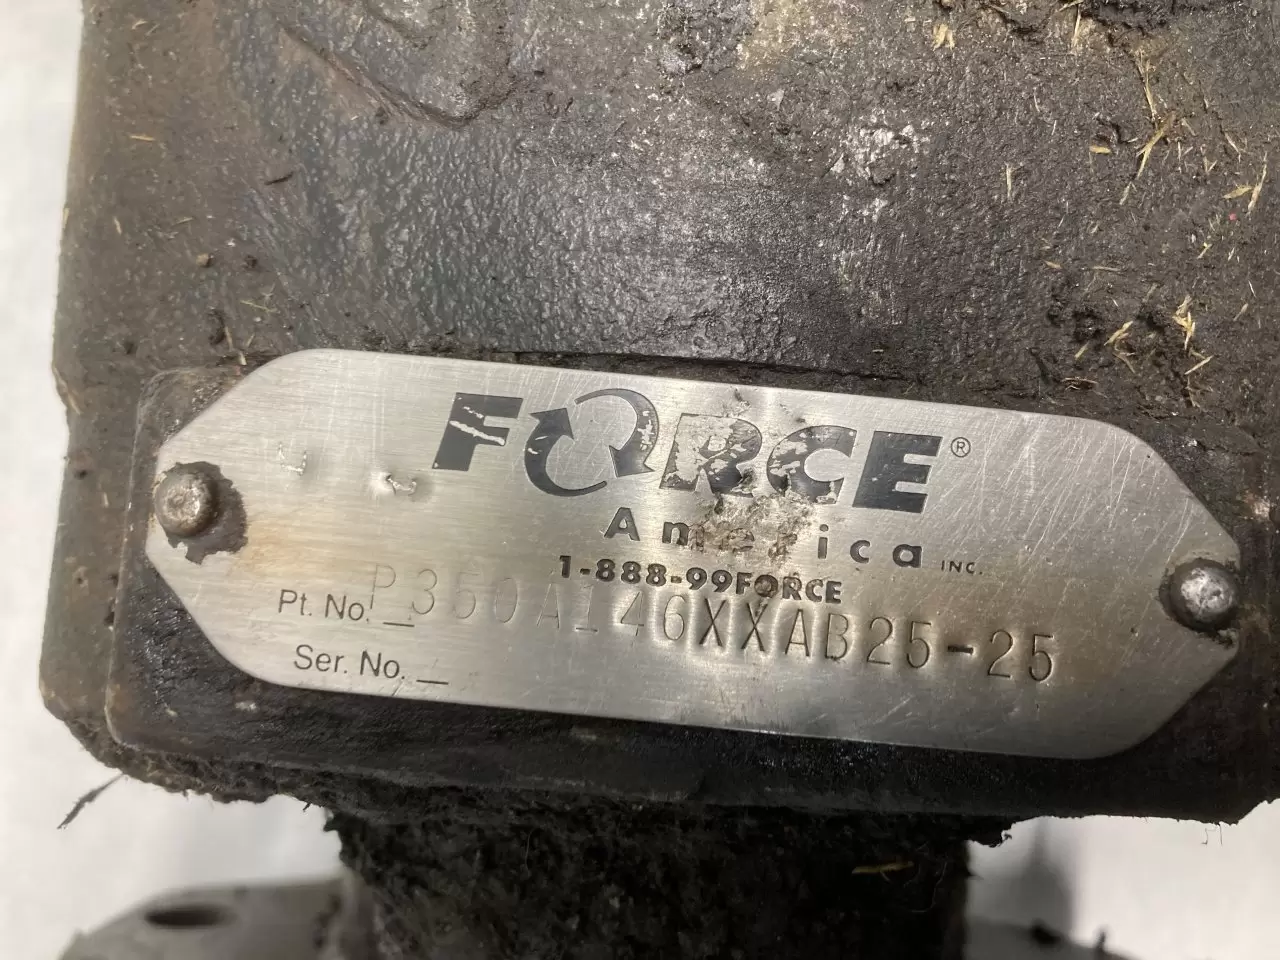 FORCE®
America INC.
1-888-99FORCE
Pt. No. P350A146XXAB25-25
Ser. No.